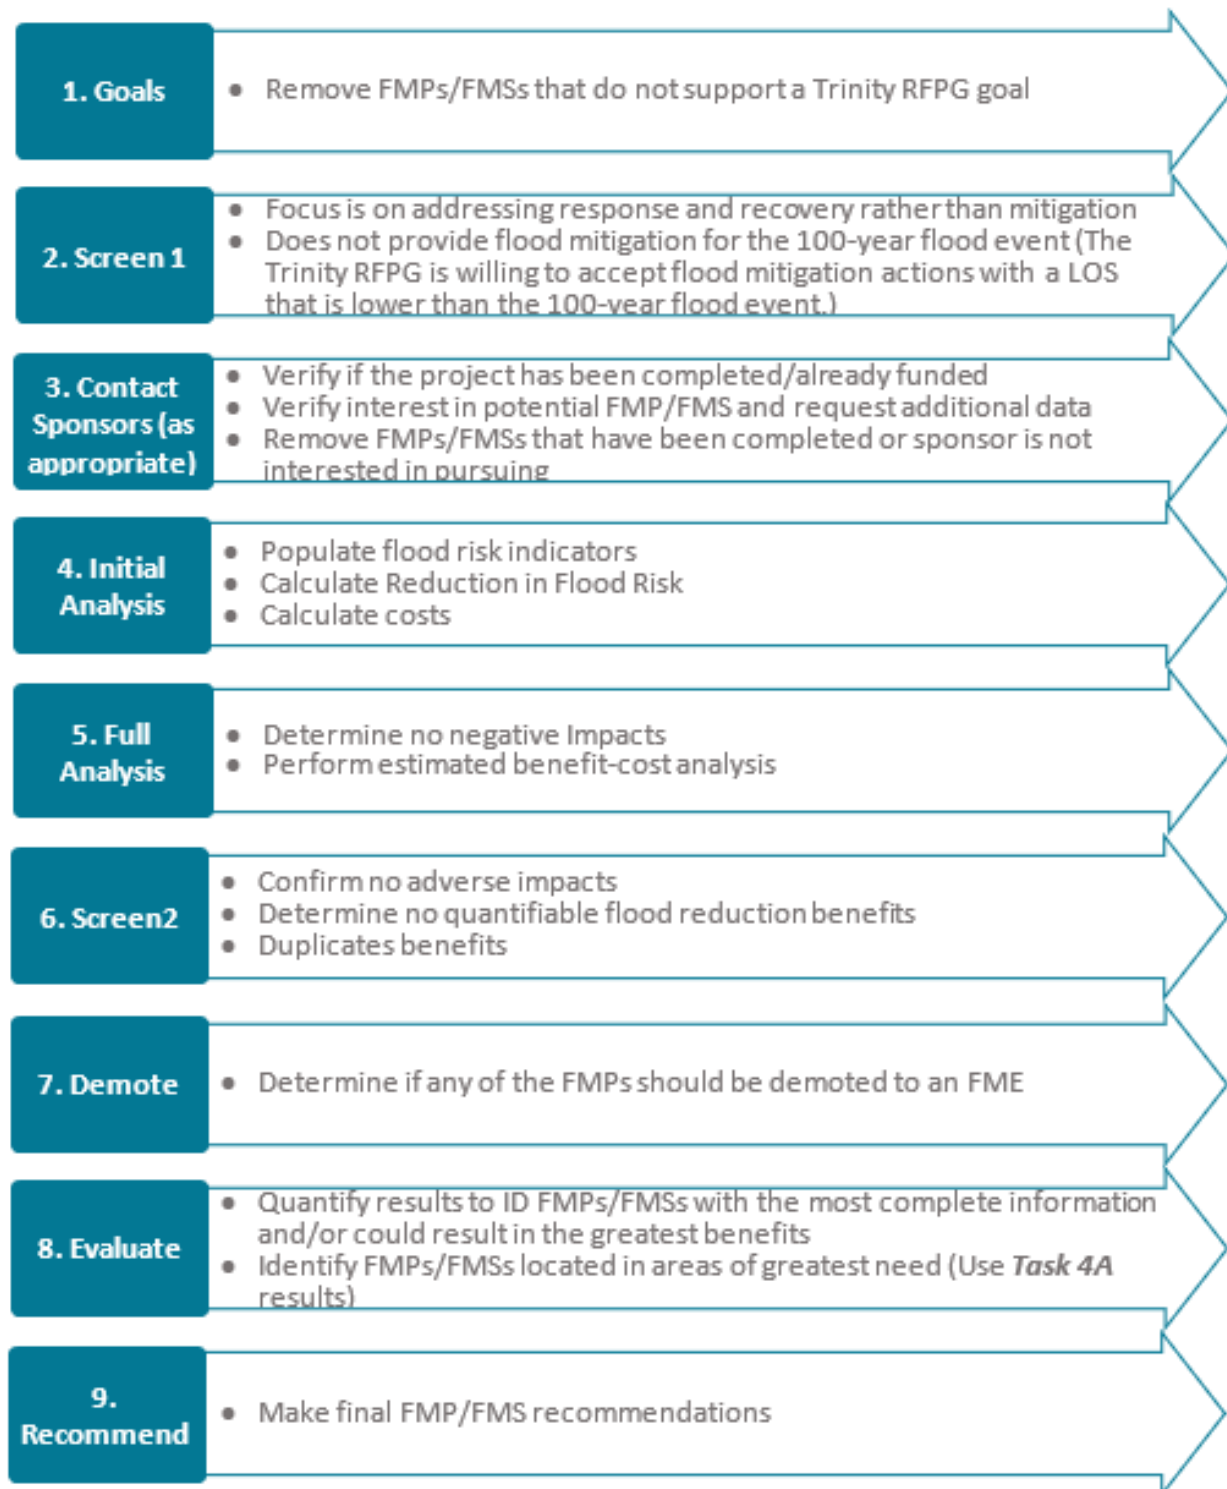 1. Goals
● Remove FMPs/FMSs that do not support a Trinity RFPG goal
2. Screen 1
● Focus is on addressing response and recovery rather than mitigation
● Does not provide flood mitigation for the 100-year flood event (The
Trinity RFPG is willing to accept flood mitigation actions with a LOS
that is lower than the 100-year flood event.)
3. Contact
Sponsors (as
appropriate)
● Verify if the project has been completed/already funded
● Verify interest in potential FMP/FMS and request additional data
● Remove FMPs/FMSs that have been completed or sponsor is not
interested in pursuing
4. Initial
Analysis
● Populate flood risk indicators
● Calculate Reduction in Flood Risk
● Calculate costs
5. Full
Analysis
● Determine no negative Impacts
● Perform estimated benefit-cost analysis
6. Screen2
● Confirm no adverse impacts
● Determine no quantifiable flood reduction benefits
● Duplicates benefits
7. Demote
● Determine if any of the FMPs should be demoted to an FME
8. Evaluate
● Quantify results to ID FMPs/FMSs with the most complete information
and/or could result in the greatest benefits
● Identify FMPs/FMSs located in areas of greatest need (Use Task 4A
results)
9.
Recommend
● Make final FMP/FMS recommendations